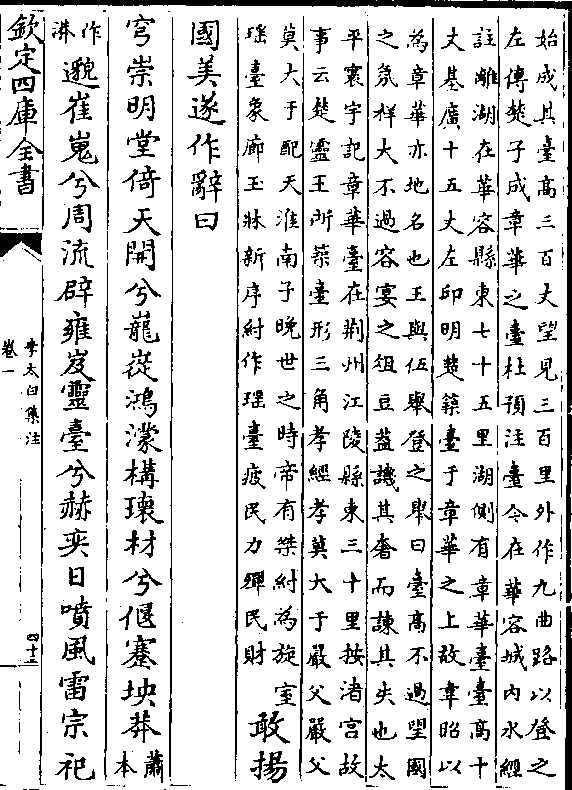 始成其臺高三百丈望見三百里外作九曲路以登之
左傳楚子成章華之臺杜預注臺今在華容城内水經
註離湖在華容縣東七十五里湖側有章華臺臺高十
丈基廣十五丈左邱明楚築臺于章華之上故韋昭以
為章華亦地名也王與伍舉登之舉曰臺高不過望國
之氛祥大不過容宴之俎豆葢譏其奢而諫其失也太
平寰宇記章華臺在荆州江陵縣東三十里按渚宫故
事云楚靈王所築臺形三角孝經孝莫大于嚴父嚴父
莫大于配天淮南子晚世之時帝有桀紂為旋室
瑶臺象廊玉牀新序紂作瑶臺疲民力殫民財
敢揚
國美遂作辭曰
穹崇明堂倚天開兮巃嵸鴻濛構瓌材兮偃蹇坱莽
蕭本
作泱
邈崔嵬兮周流辟雍岌靈臺兮赫奕日噴風雷宗祀
欽定四庫全書
李太白集注
卷一
四十二